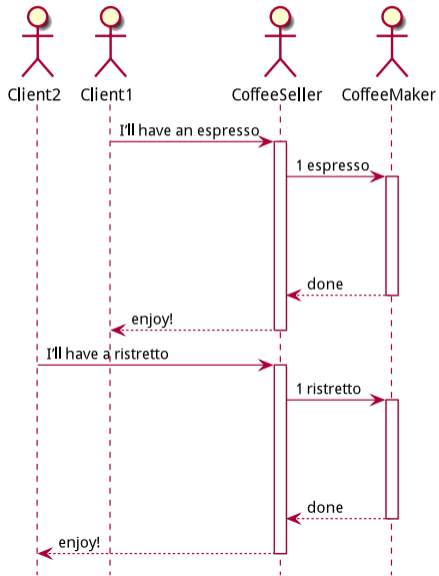 Client2
Client1
CoffeeSeller
CoffeeMaker
I'll have an espresso
1 espresso
done
enjoy!
I'll have a ristretto
1 ristretto
done
enjoy!